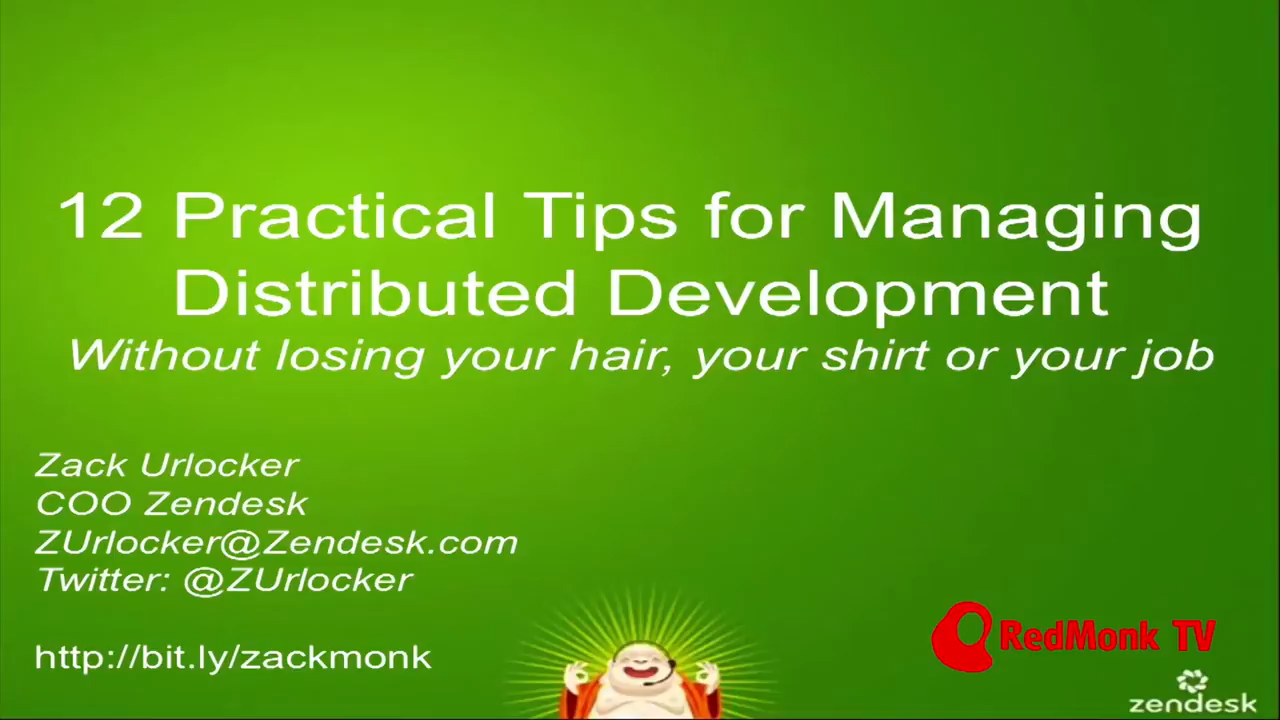 12 Practical Tips for Managing
Distributed Development
Without losing your hair, your shirt or your job
Zack Urlocker
COO Zendesk
ZUrlocker@Zendesk.com
Twitter: @ZUrlocker
http://bit.ly/zackmonk
RedMonk TV
zendesk